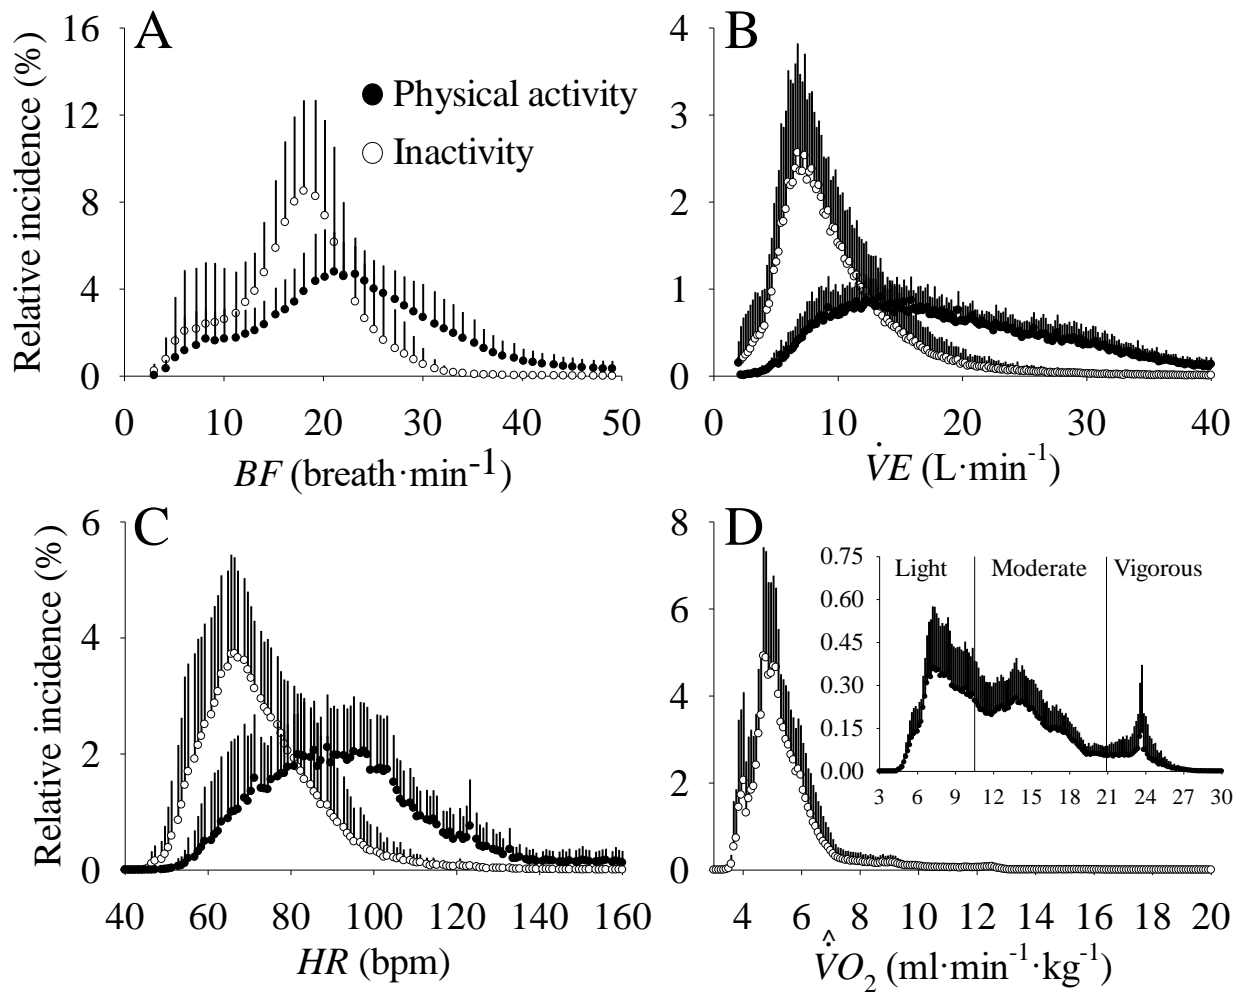 A
Relative incidence (%)
16
12
8
4
0
Physical activity
Inactivity
0 10 20 30 40 50
BF (breath·min-1)
B
4
3
2
1
0
0 10 20 30 40
V̇E (L·min-1)
C
Relative incidence (%)
6
4
2
0
40 60 80 100 120 140 160
HR (bpm)
D
8
6
4
2
0
0.75
0.60
0.45
0.30
0.15
0.00
Light Moderate Vigorous
3 6 9 12 15 18 21 24 27 30
4 6 8 10 12 14 16 18 20
V̇̂O2 (ml·min-1·kg-1)